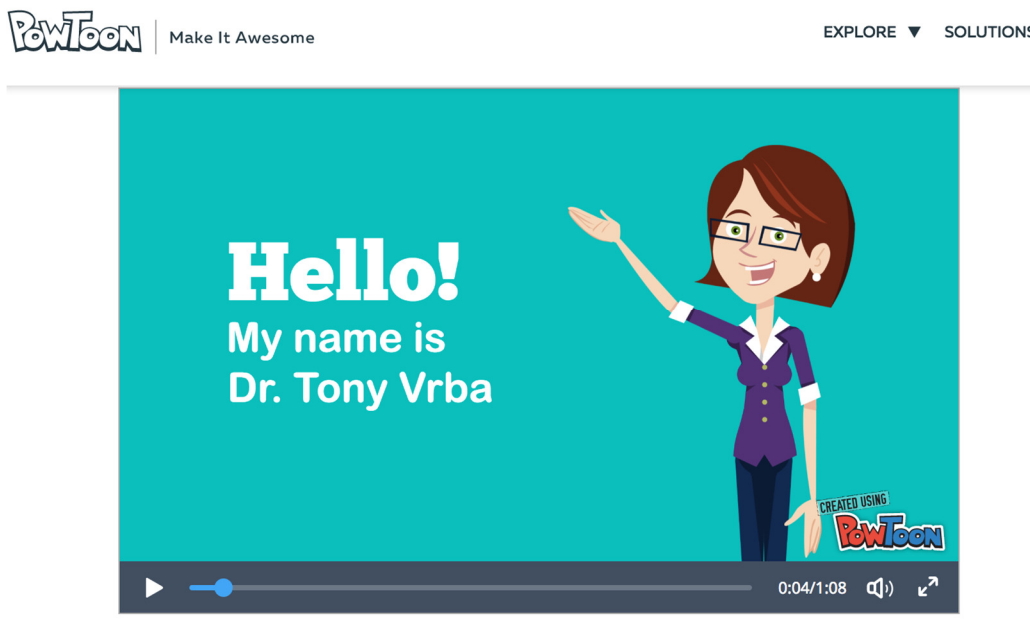 PowToon
Make It Awesome
EXPLORE ▼ SOLUTIONS
Hello!
My name is
Dr. Tony Vrba
CREATED USING
PowToon
0:04/1:08